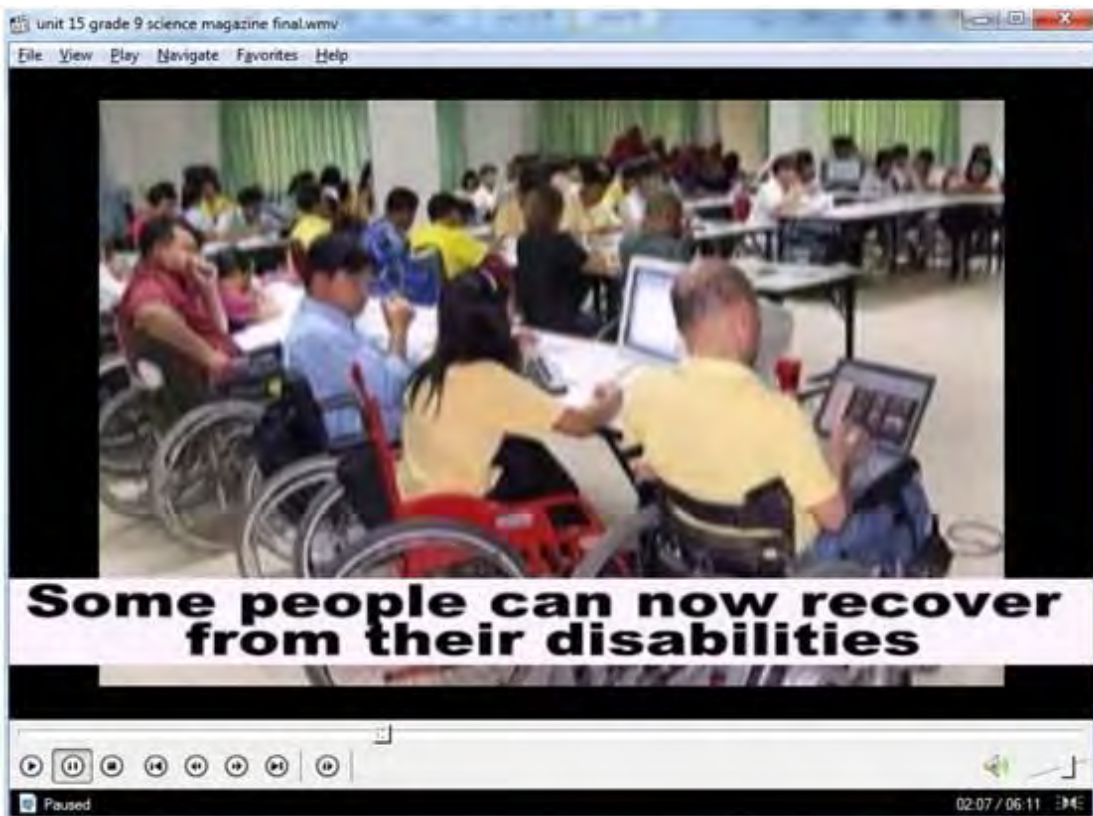 unit 15 grade 9 science magazine final.wmv
File View Play Navigate Favorites Help
Some people can now recover
from their disabilities
Paused
02:07 / 06:11